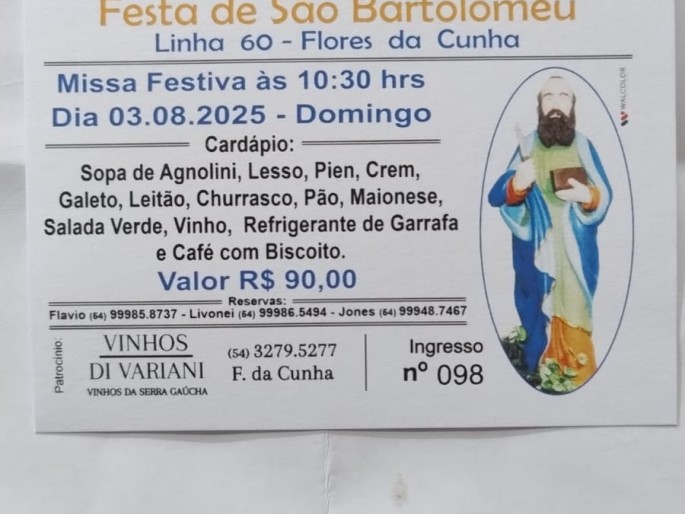 Festa de São Bartolomeu
Linha 60 - Flores da Cunha
Missa Festiva às 10:30 hrs
Dia 03.08.2025 - Domingo
Cardápio:
Sopa de Agnolini, Lesso, Pien, Crem,
Galeto, Leitão, Churrasco, Pão, Maionese,
Salada Verde, Vinho, Refrigerante de Garrafa
e Café com Biscoito.
Valor R$ 90,00
Reservas:
Flavio (54) 99985.8737 - Livonei (54) 99986.5494 - Jones (54) 99948.7467
Patrocínio:
VINHOS
DI VARIANI
VINHOS DA SERRA GAÚCHA
(54) 3279.5277
F. da Cunha
Ingresso
nº 098
WALCOLOR